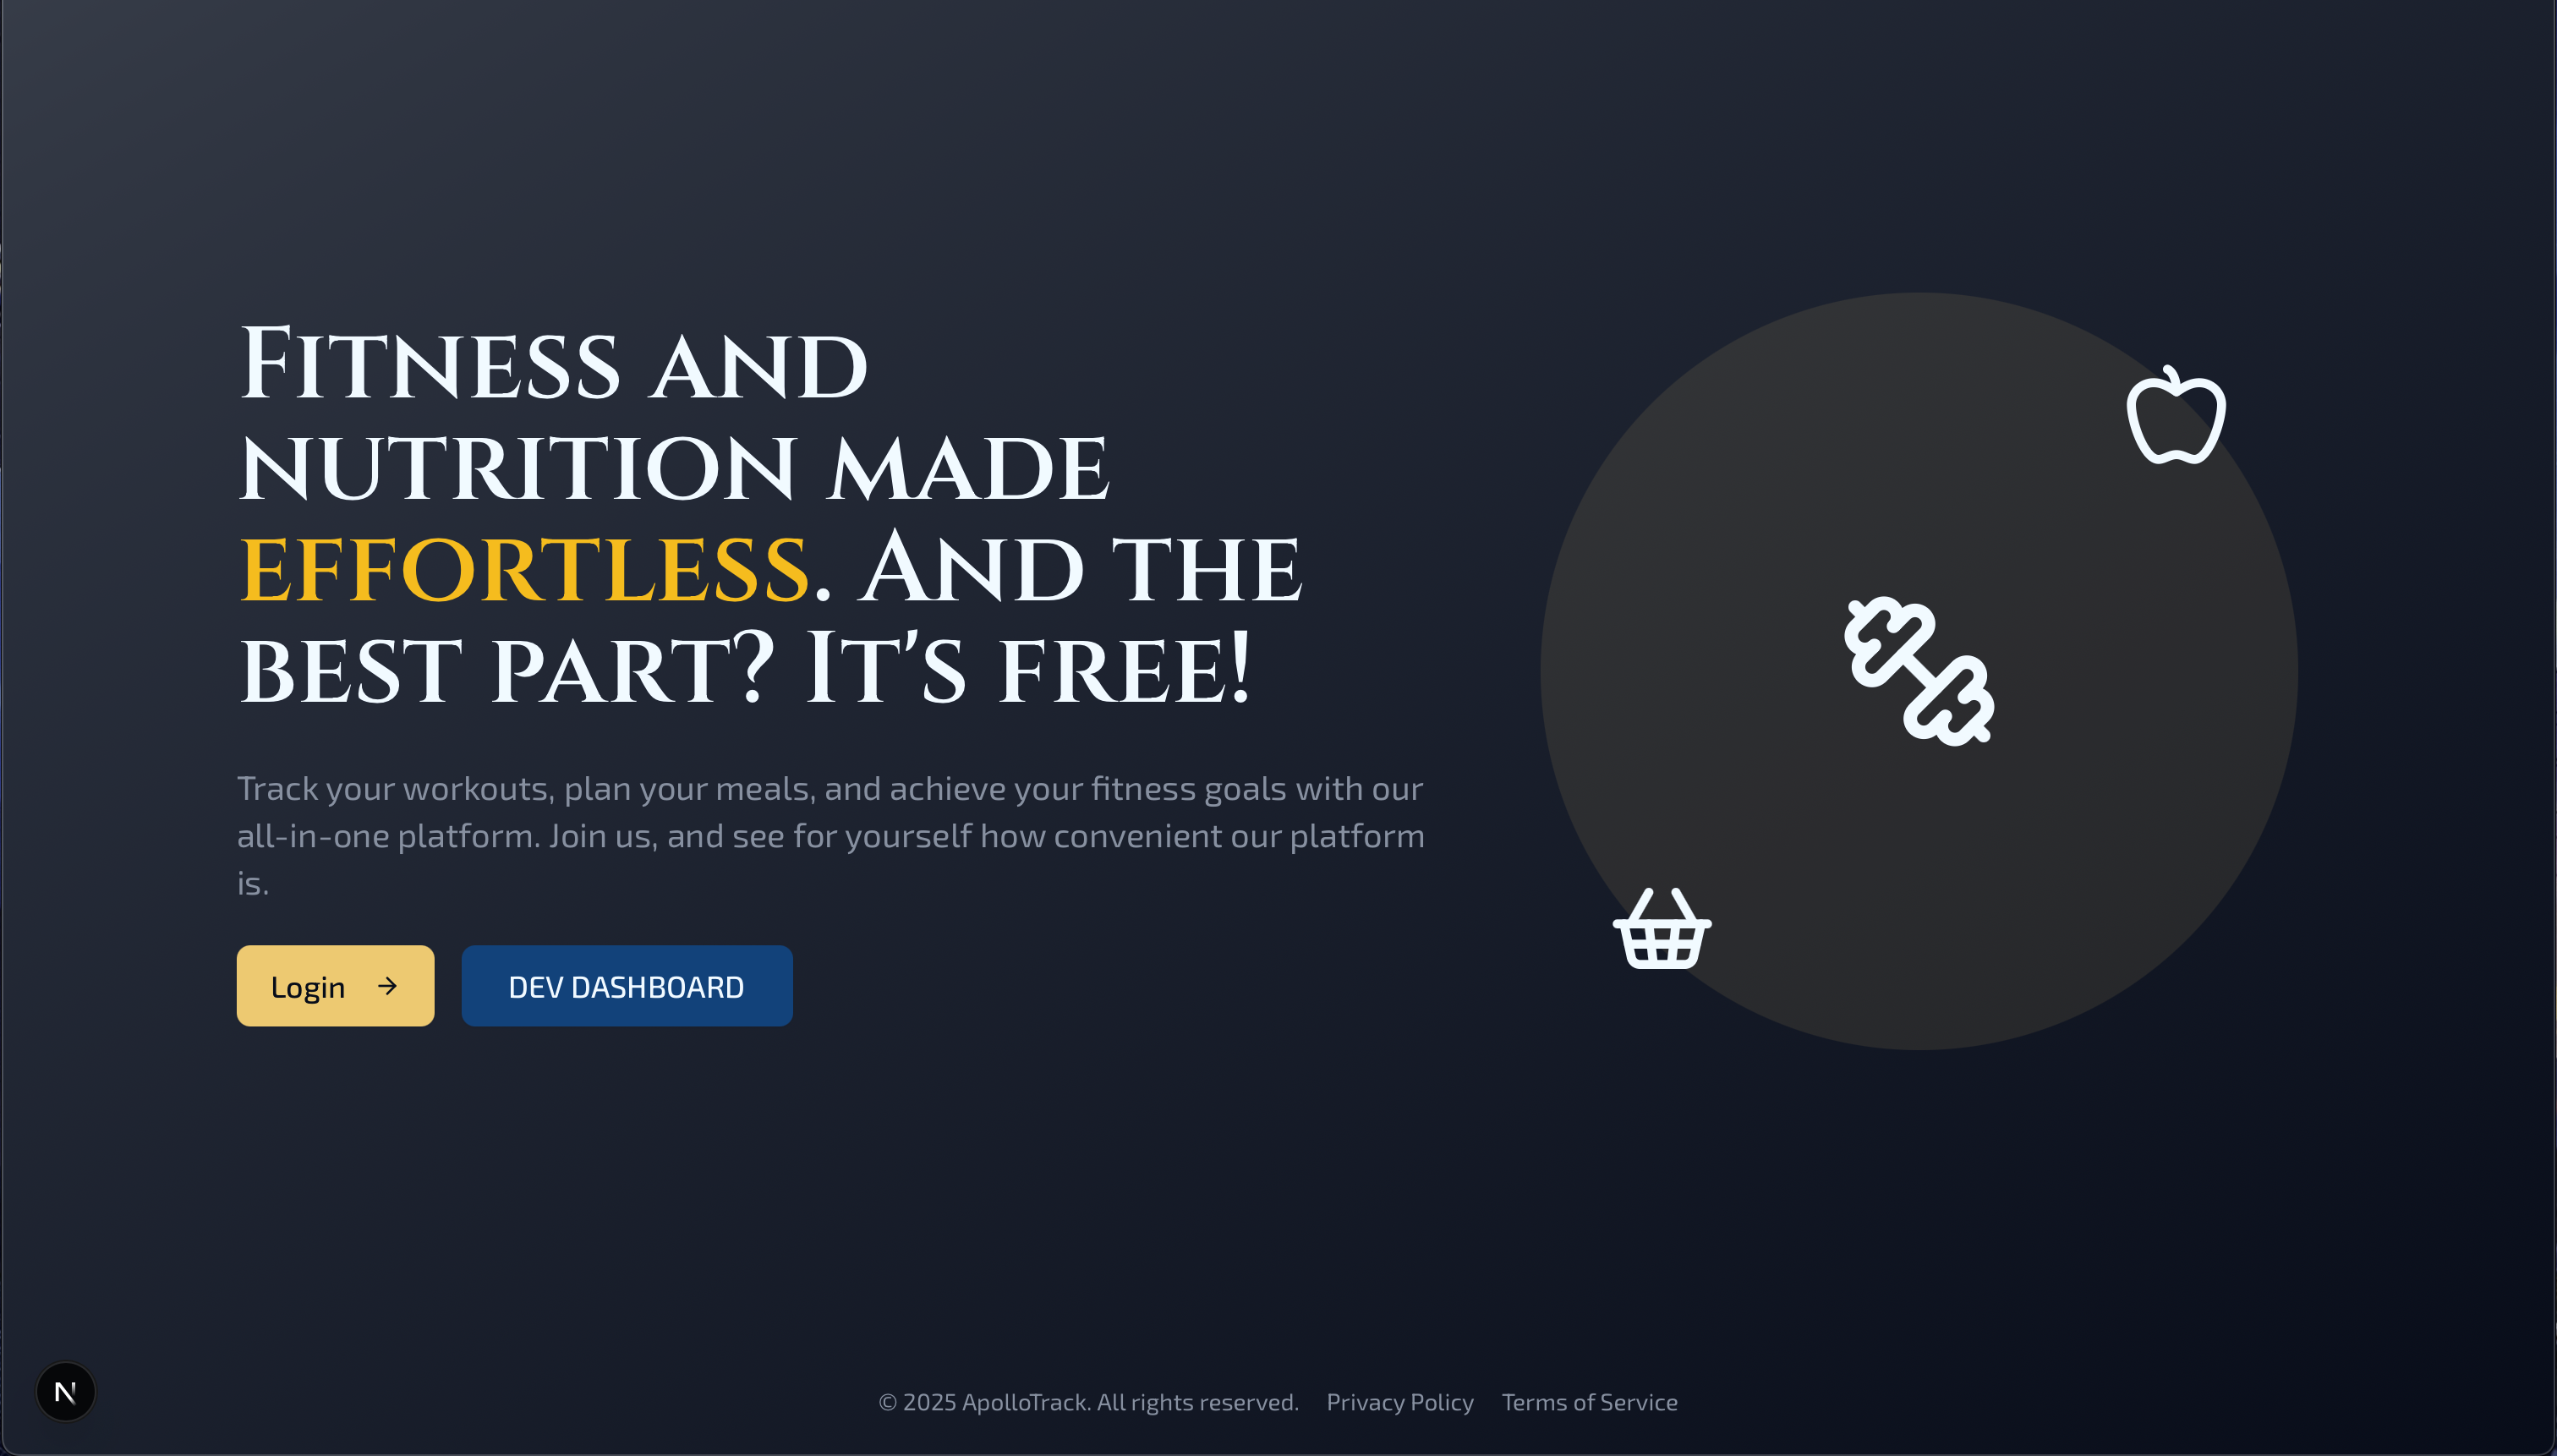 Fitness and
nutrition made
effortless. And the
best part? It's free!
Track your workouts, plan your meals, and achieve your fitness goals with our
all-in-one platform. Join us, and see for yourself how convenient our platform
is.
Login
DEV DASHBOARD
N
© 2025 ApolloTrack. All rights reserved. Privacy Policy Terms of Service